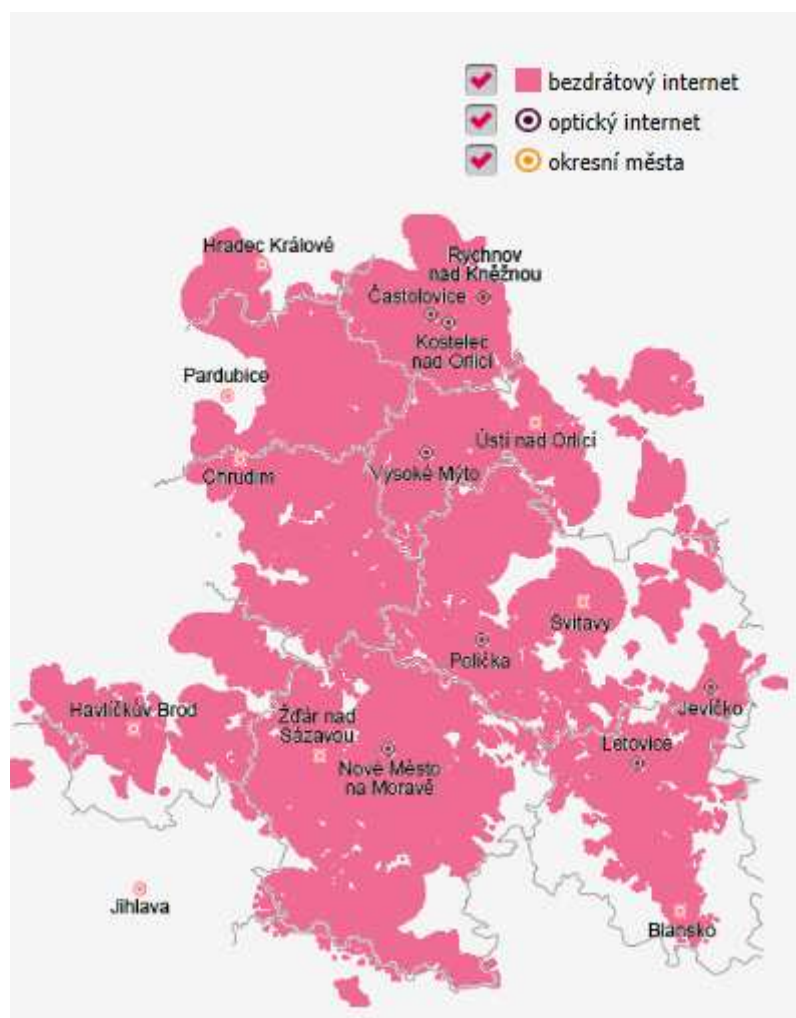 bezdrátový internet
optický internet
okresní města
Hradec Králové
Rychnov
nad Kněžnou
Častolovice
Kostelec
nad Orlicí
Pardubice
Ústí nad Orlicí
Chrudim
Vysoké Mýto
Svitavy
Polička
Havlíčkův Brod
Žďár nad
Sázavou
Jevíčko
Letovice
Nové Město
na Moravě
Jihlava
Blansko